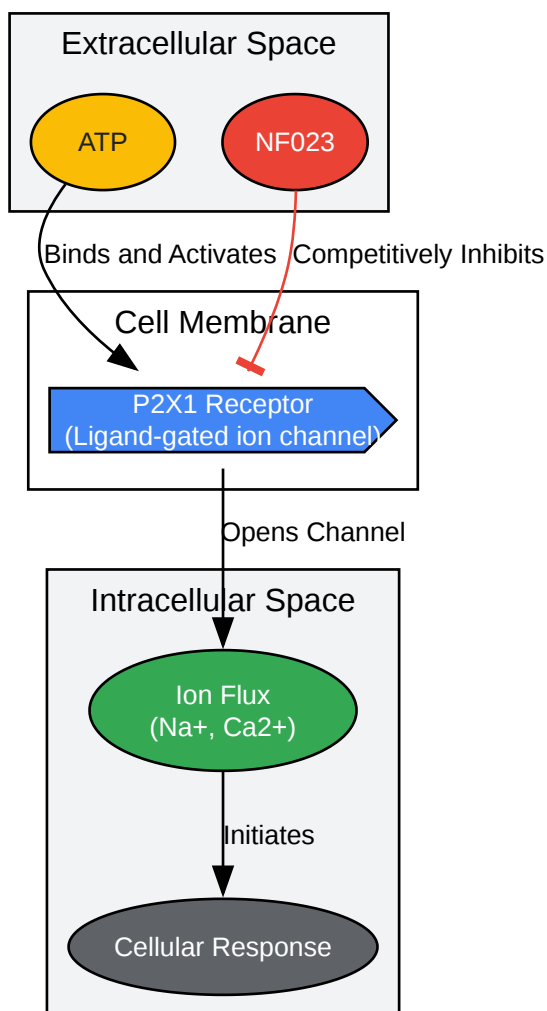 Extracellular Space
ATP
NF023
Binds and Activates
Competitively Inhibits
Cell Membrane
P2X1 Receptor
(Ligand-gated ion channel)
Opens Channel
Intracellular Space
Ion Flux
(Na+, Ca2+)
Initiates
Cellular Response